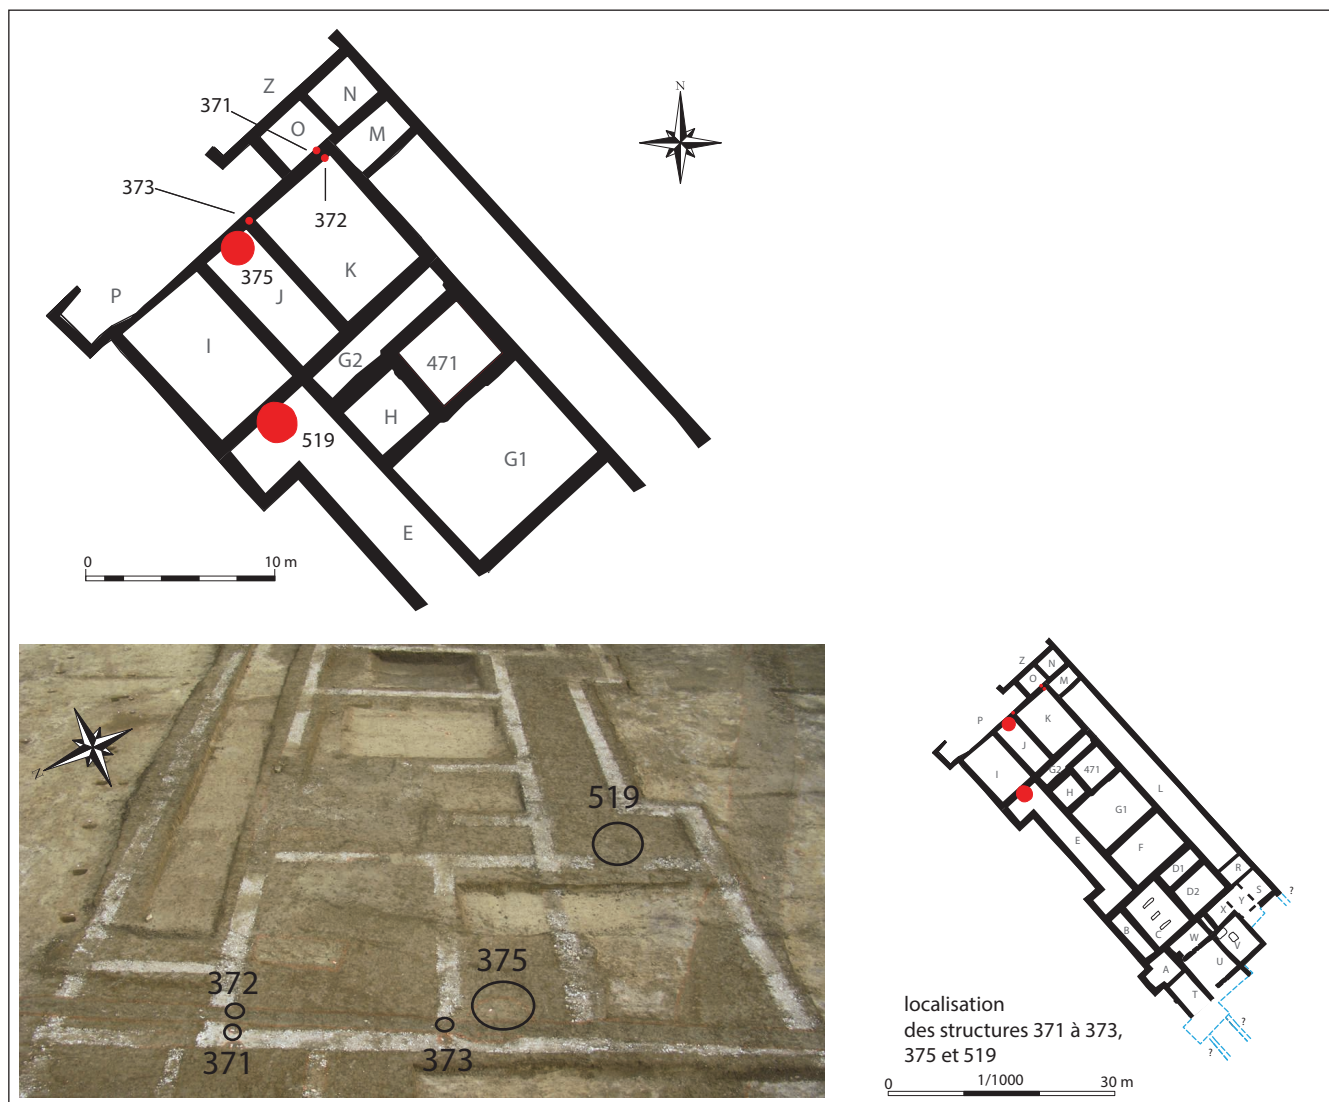 N
Z
N
371
O
M
373
372
375
K
P
J
I
G2
471
H
519
G1
E
0 10 m
N
519
372
375
371
373
Z
N
O
M
P
K
J
I
G2
471
H
L
G1
E
F
D1
R
D2
S
?
X
Y
B
C
W
V
A
U
T
?
?
localisation
des structures 371 à 373,
375 et 519
0 1/1000 30 m